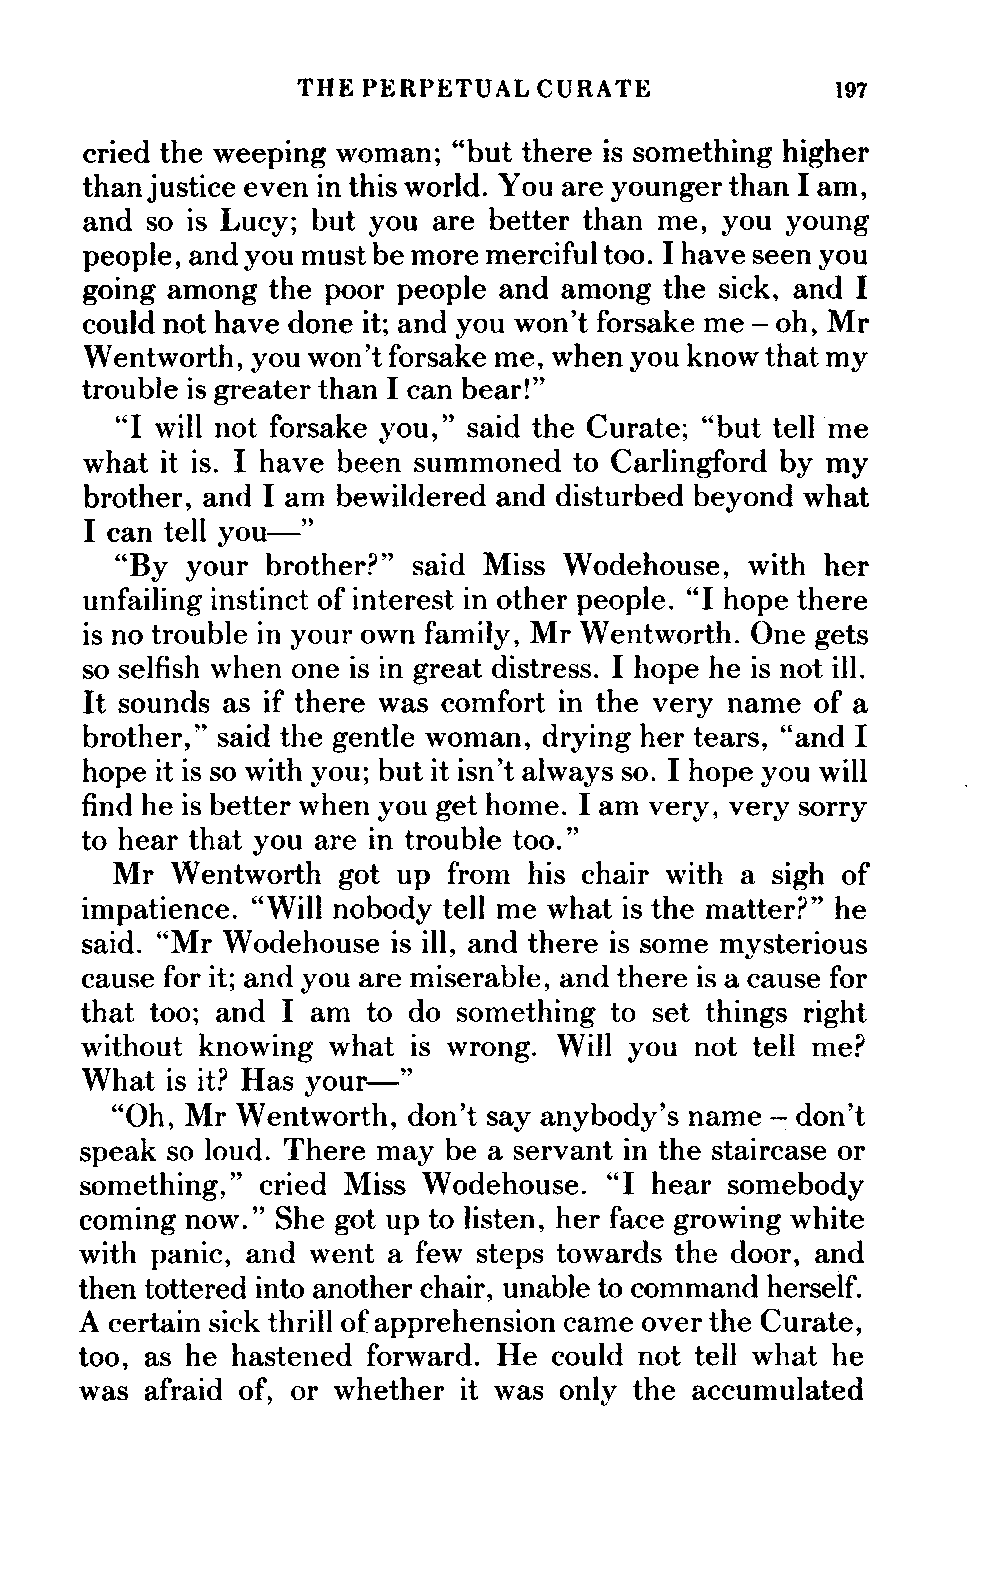 THE PERPETUAL CURATE 197
cried the weeping woman; “but there is something higher
than justice even in this world. You are younger than I am,
and so is Lucy; but you are better than me, you young
people, and you must be more merciful too. I have seen you
going among the poor people and among the sick, and I
could not have done it; and you won’t forsake me – oh, Mr
Wentworth, you won’t forsake me, when you know that my
trouble is greater than I can bear!”
“I will not forsake you,” said the Curate; “but tell me
what it is. I have been summoned to Carlingford by my
brother, and I am bewildered and disturbed beyond what
I can tell you—”
“By your brother?” said Miss Wodehouse, with her
unfailing instinct of interest in other people. “I hope there
is no trouble in your own family, Mr Wentworth. One gets
so selfish when one is in great distress. I hope he is not ill.
It sounds as if there was comfort in the very name of a
brother,” said the gentle woman, drying her tears, “and I
hope it is so with you; but it isn’t always so. I hope you will
find he is better when you get home. I am very, very sorry
to hear that you are in trouble too.”
Mr Wentworth got up from his chair with a sigh of
impatience. “Will nobody tell me what is the matter?” he
said. “Mr Wodehouse is ill, and there is some mysterious
cause for it; and you are miserable, and there is a cause for
that too; and I am to do something to set things right
without knowing what is wrong. Will you not tell me?
What is it? Has your—”
“Oh, Mr Wentworth, don’t say anybody’s name – don’t
speak so loud. There may be a servant in the staircase or
something,” cried Miss Wodehouse. “I hear somebody
coming now.” She got up to listen, her face growing white
with panic, and went a few steps towards the door, and
then tottered into another chair, unable to command herself.
A certain sick thrill of apprehension came over the Curate,
too, as he hastened forward. He could not tell what he
was afraid of, or whether it was only the accumulated